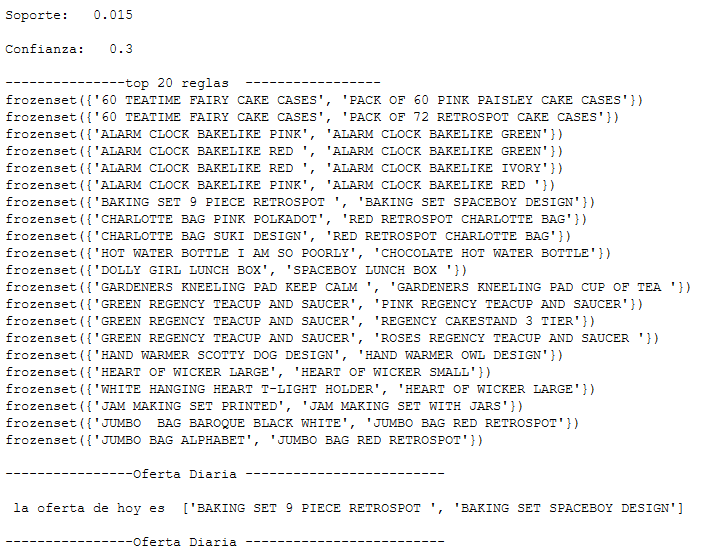 Soporte:   0.015
Confianza:   0.3
---------------top 20 reglas  -----------------
frozenset({'60 TEATIME FAIRY CAKE CASES', 'PACK OF 60 PINK PAISLEY CAKE CASES'})
frozenset({'60 TEATIME FAIRY CAKE CASES', 'PACK OF 72 RETROSPOT CAKE CASES'})
frozenset({'ALARM CLOCK BAKELIKE PINK', 'ALARM CLOCK BAKELIKE GREEN'})
frozenset({'ALARM CLOCK BAKELIKE RED ', 'ALARM CLOCK BAKELIKE GREEN'})
frozenset({'ALARM CLOCK BAKELIKE RED ', 'ALARM CLOCK BAKELIKE IVORY'})
frozenset({'ALARM CLOCK BAKELIKE PINK', 'ALARM CLOCK BAKELIKE RED '})
frozenset({'BAKING SET 9 PIECE RETROSPOT ', 'BAKING SET SPACEBOY DESIGN'})
frozenset({'CHARLOTTE BAG PINK POLKADOT', 'RED RETROSPOT CHARLOTTE BAG'})
frozenset({'CHARLOTTE BAG SUKI DESIGN', 'RED RETROSPOT CHARLOTTE BAG'})
frozenset({'HOT WATER BOTTLE I AM SO POORLY', 'CHOCOLATE HOT WATER BOTTLE'})
frozenset({'DOLLY GIRL LUNCH BOX', 'SPACEBOY LUNCH BOX '})
frozenset({'GARDENERS KNEELING PAD KEEP CALM ', 'GARDENERS KNEELING PAD CUP OF TEA '})
frozenset({'GREEN REGENCY TEACUP AND SAUCER', 'PINK REGENCY TEACUP AND SAUCER'})
frozenset({'GREEN REGENCY TEACUP AND SAUCER', 'REGENCY CAKESTAND 3 TIER'})
frozenset({'GREEN REGENCY TEACUP AND SAUCER', 'ROSES REGENCY TEACUP AND SAUCER '})
frozenset({'HAND WARMER SCOTTY DOG DESIGN', 'HAND WARMER OWL DESIGN'})
frozenset({'HEART OF WICKER LARGE', 'HEART OF WICKER SMALL'})
frozenset({'WHITE HANGING HEART T-LIGHT HOLDER', 'HEART OF WICKER LARGE'})
frozenset({'JAM MAKING SET PRINTED', 'JAM MAKING SET WITH JARS'})
frozenset({'JUMBO  BAG BAROQUE BLACK WHITE', 'JUMBO BAG RED RETROSPOT'})
frozenset({'JUMBO BAG ALPHABET', 'JUMBO BAG RED RETROSPOT'})
----------------Oferta Diaria -------------------------
la oferta de hoy es  ['BAKING SET 9 PIECE RETROSPOT ', 'BAKING SET SPACEBOY DESIGN']
----------------Oferta Diaria -------------------------